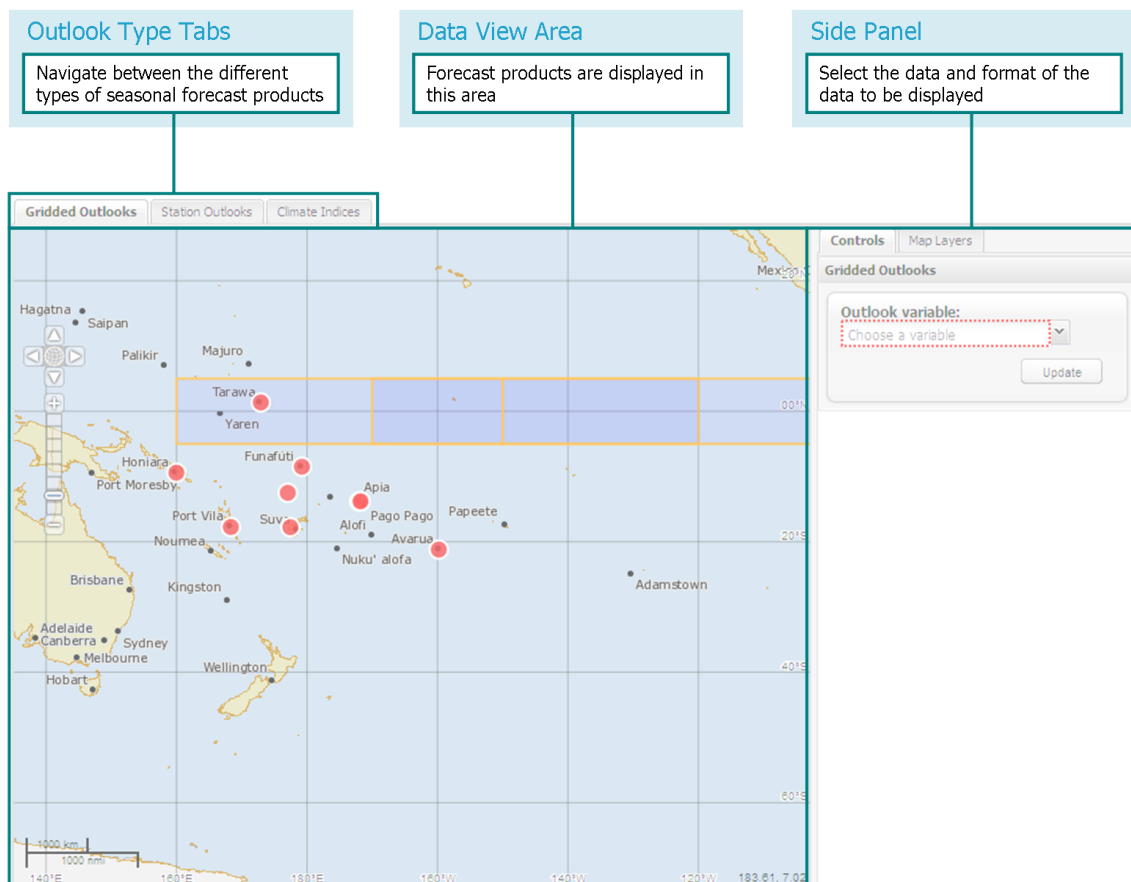 Outlook Type Tabs
Navigate between the different
types of seasonal forecast products
Data View Area
Forecast products are displayed in
this area
Side Panel
Select the data and format of the
data to be displayed
Gridded Outlooks
Station Outlooks
Climate Indices
Controls
Map Layers
Gridded Outlooks
Outlook variable:
Choose a variable
Update
20°N
Hagatna
Saipan
Palikir
Majuro
Tarawa
00°N
Yaren
Funafuti
Honiara
Port Moresby
Apia
Port Vila
Suva
Pago Pago
Papeete
Alofi
Noumea
Avarua
20°S
Nuku' alofa
Brisbane
Kingston
Adamstown
Adelaide
Canberra
Sydney
Melbourne
Wellington
40°S
Hobart
60°S
1000 km
1000 nmi
140°E
160°E
180°E
160°W
140°W
120°W
183.61, 7.02